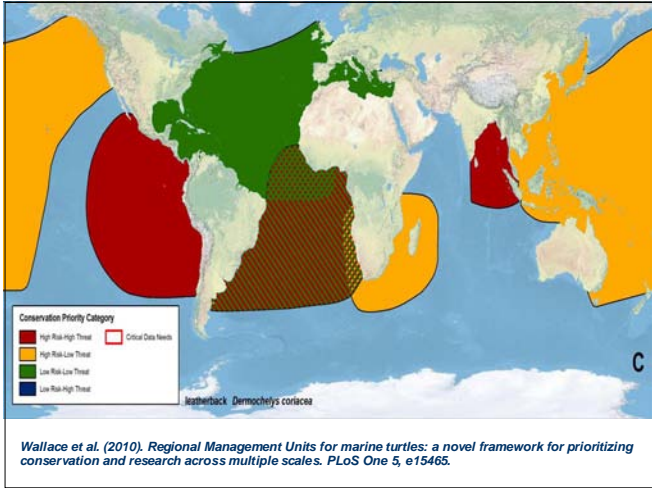 Conservation Priority Category
High Risk-High Threat
Critical Data Needs
High Risk-Low Threat
Low Risk-Low Threat
Low Risk-High Threat
C
leatherback Dermochelys coriacea
Wallace et al. (2010). Regional Management Units for marine turtles: a novel framework for prioritizing
conservation and research across multiple scales. PLoS One 5, e15465.